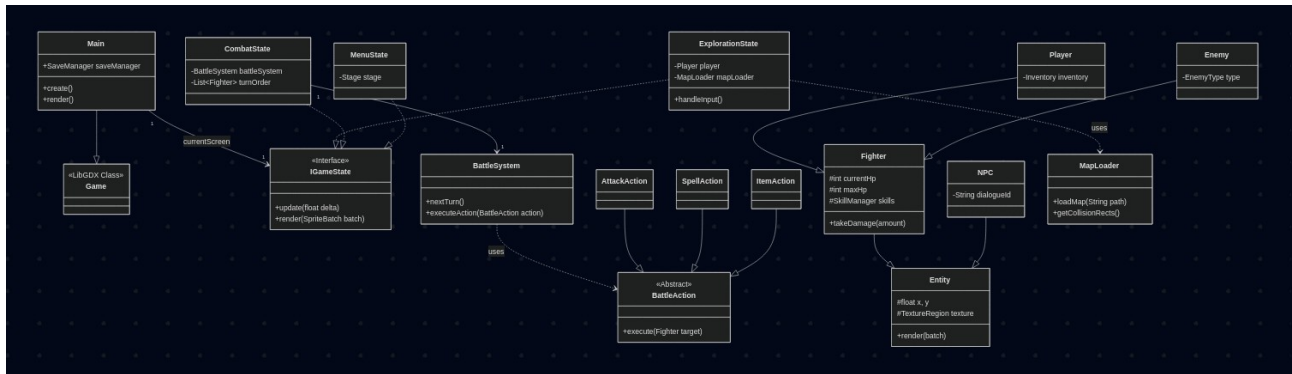 Main
+SaveManager saveManager
+create()
+render()
CombatState
-BattleSystem battleSystem
-List<Fighter> turnOrder
MenuState
-Stage stage
ExplorationState
-Player player
-MapLoader mapLoader
+handleInput()
Player
-Inventory inventory
Enemy
-EnemyType type
1
1
currentScreen
1
1
uses
«LibGDX Class»
Game
«Interface»
IGameState
+update(float delta)
+render(SpriteBatch batch)
BattleSystem
+nextTurn()
+executeAction(BattleAction action)
AttackAction
SpellAction
ItemAction
Fighter
#int currentHp
#int maxHp
#SkillManager skills
+takeDamage(amount)
NPC
-String dialogueId
MapLoader
+loadMap(String path)
+getCollisionRects()
uses
«Abstract»
BattleAction
+execute(Fighter target)
Entity
#float x, y
#TextureRegion texture
+render(batch)